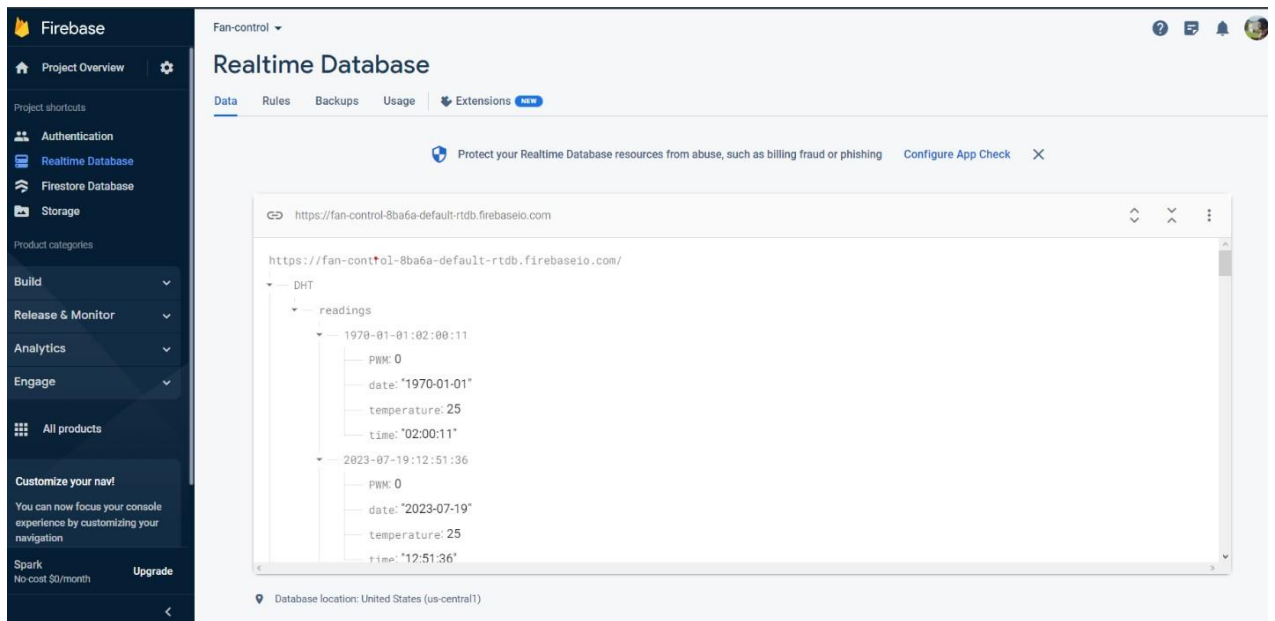 Firebase
Project Overview
Project shortcuts
Authentication
Realtime Database
Firestore Database
Storage
Product categories
Build
Release & Monitor
Analytics
Engage
All products
Customize your nav!
You can now focus your console
experience by customizing your
navigation
Spark
No-cost $0/month
Upgrade
Fan-control
Realtime Database
Data Rules Backups Usage Extensions NEW
Protect your Realtime Database resources from abuse, such as billing fraud or phishing Configure App Check
https://fan-control-8ba6a-default-rtdb.firebaseio.com
https://fan-control-8ba6a-default-rtdb.firebaseio.com/
DHT
readings
1970-01-01:02:00:11
PWM: 0
date: "1970-01-01"
temperature: 25
time: "02:00:11"
2023-07-19:12:51:36
PWM: 0
date: "2023-07-19"
temperature: 25
time: "12:51:36"
Database location: United States (us-central1)